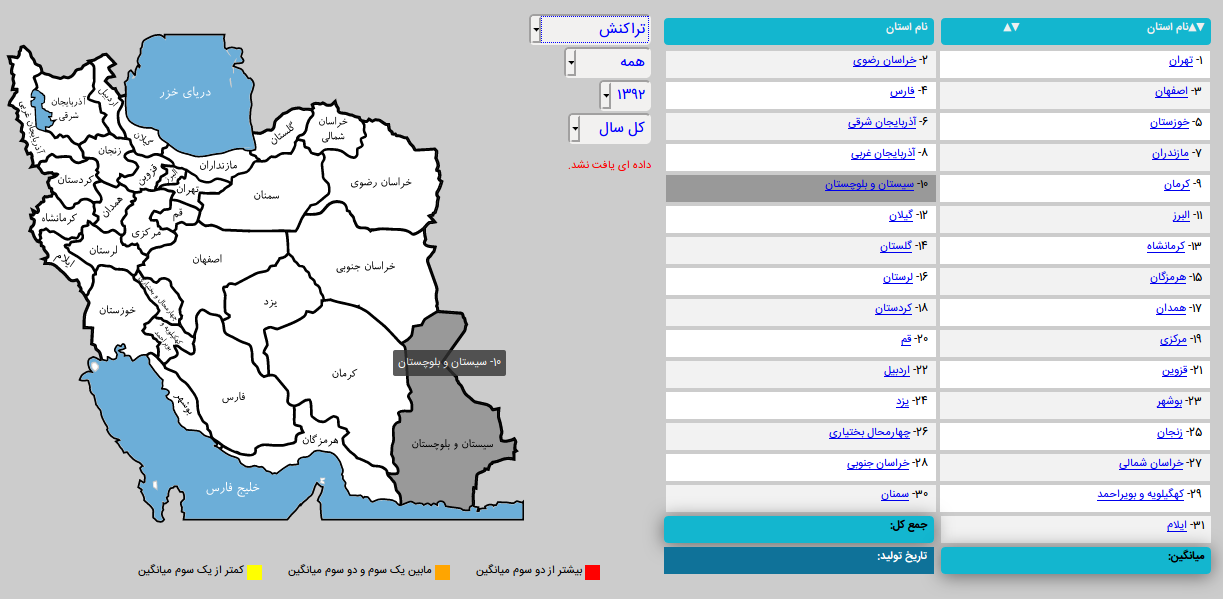 ▼▲نام استان ▼▲
نام استان
۱- تهران
۲- خراسان رضوی
۳- اصفهان
۴- فارس
۵- خوزستان
۶- آذربایجان شرقی
۷- مازندران
۸- آذربایجان غربی
۹- کرمان
۱۰- سیستان و بلوچستان
۱۱- البرز
۱۲- گیلان
۱۳- کرمانشاه
۱۴- گلستان
۱۵- هرمزگان
۱۶- لرستان
۱۷- همدان
۱۸- کردستان
۱۹- مرکزی
۲۰- قم
۲۱- قزوین
۲۲- اردبیل
۲۳- بوشهر
۲۴- یزد
۲۵- زنجان
۲۶- چهارمحال بختیاری
۲۷- خراسان شمالی
۲۸- خراسان جنوبی
۲۹- کهگیلویه و بویراحمد
۳۰- سمنان
۳۱- ایلام
جمع کل:
میانگین:
تاریخ تولید:
تراکنش
همه
۱۳۹۲
کل سال
داده ای یافت نشد.
دریای خزر
آذربایجان
شرقی
اردبیل
آذربایجان غربی
گیلان
زنجان
گلستان
خراسان
شمالی
مازندران
قزوین
البرز
تهران
کردستان
سمنان
خراسان رضوی
همدان
قم
کرمانشاه
مرکزی
لرستان
ایلام
اصفهان
خراسان جنوبی
چهارمحال و بختیاری
یزد
خوزستان
کهگیلویه و
بویراحمد
۱۰- سیستان و بلوچستان
کرمان
فارس
بوشهر
هرمزگان
سیستان و بلوچستان
خلیج فارس
بیشتر از دو سوم میانگین
مابین یک سوم و دو سوم میانگین
کمتر از یک سوم میانگین